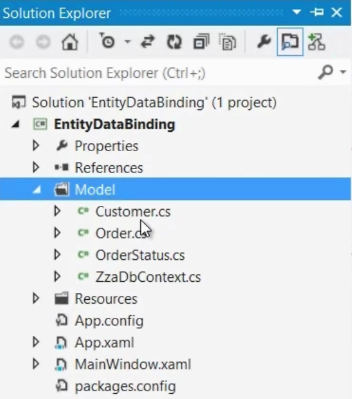 Solution Explorer
Search Solution Explorer (Ctrl+;)
Solution 'EntityDataBinding' (1 project)
EntityDataBinding
Properties
References
Model
Customer.cs
Order.cs
OrderStatus.cs
ZzaDbContext.cs
Resources
App.config
App.xaml
MainWindow.xaml
packages.config